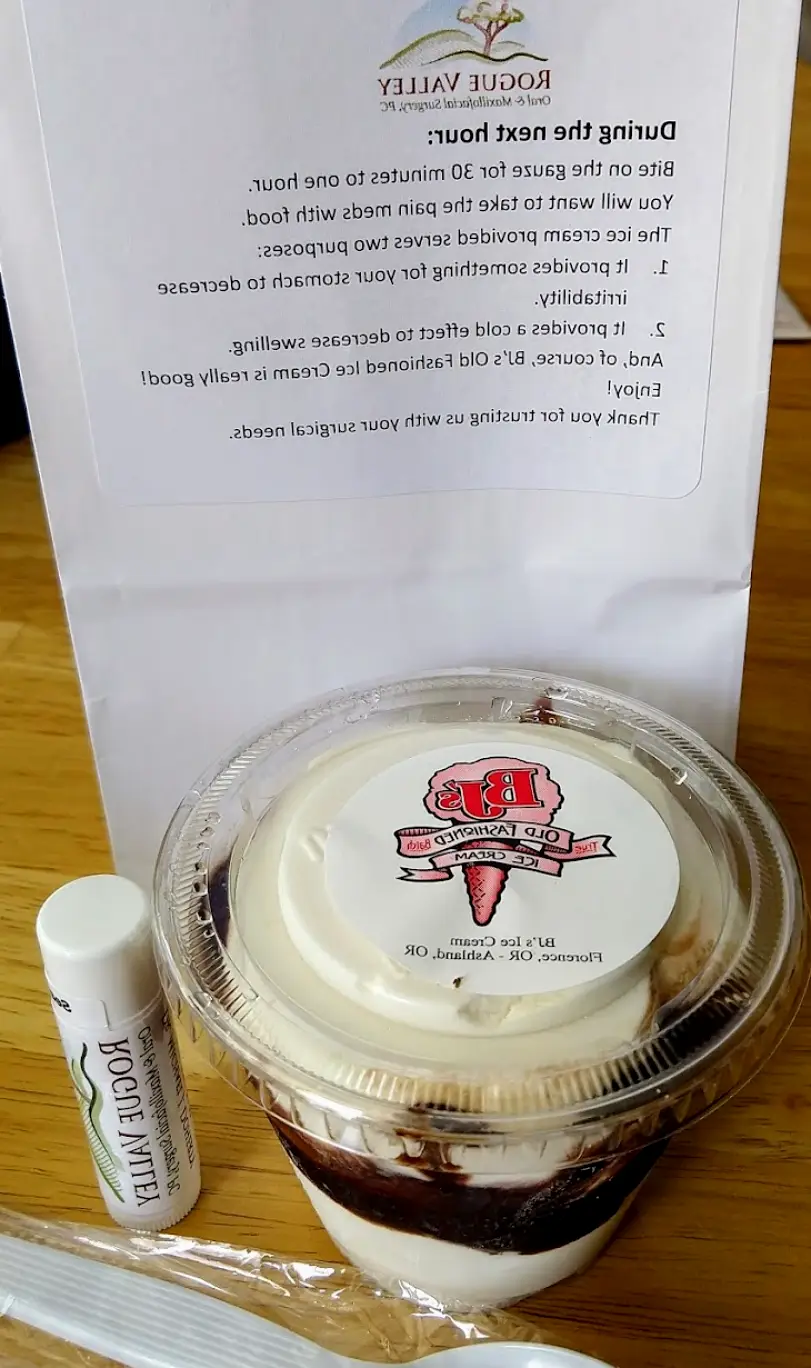 ROGUE VALLEY
Oral & Maxillofacial Surgery, PC
During the next hour:
Bite on the gauze for 30 minutes to one hour.
You will want to take the pain meds with food.
The ice cream provided serves two purposes:
1. It provides something for your stomach to decrease
irritability.
2. It provides a cold effect to decrease swelling.
And, of course, BJ's Old Fashioned Ice Cream is really good!
Enjoy!
Thank you for trusting us with your surgical needs.
BJ's
OLD FASHIONED
True Batch
ICE CREAM
BJ's Ice Cream
Florence, OR - Ashland, OR
ROGUE VALLEY
Oral & Maxillofacial Surgery, PC